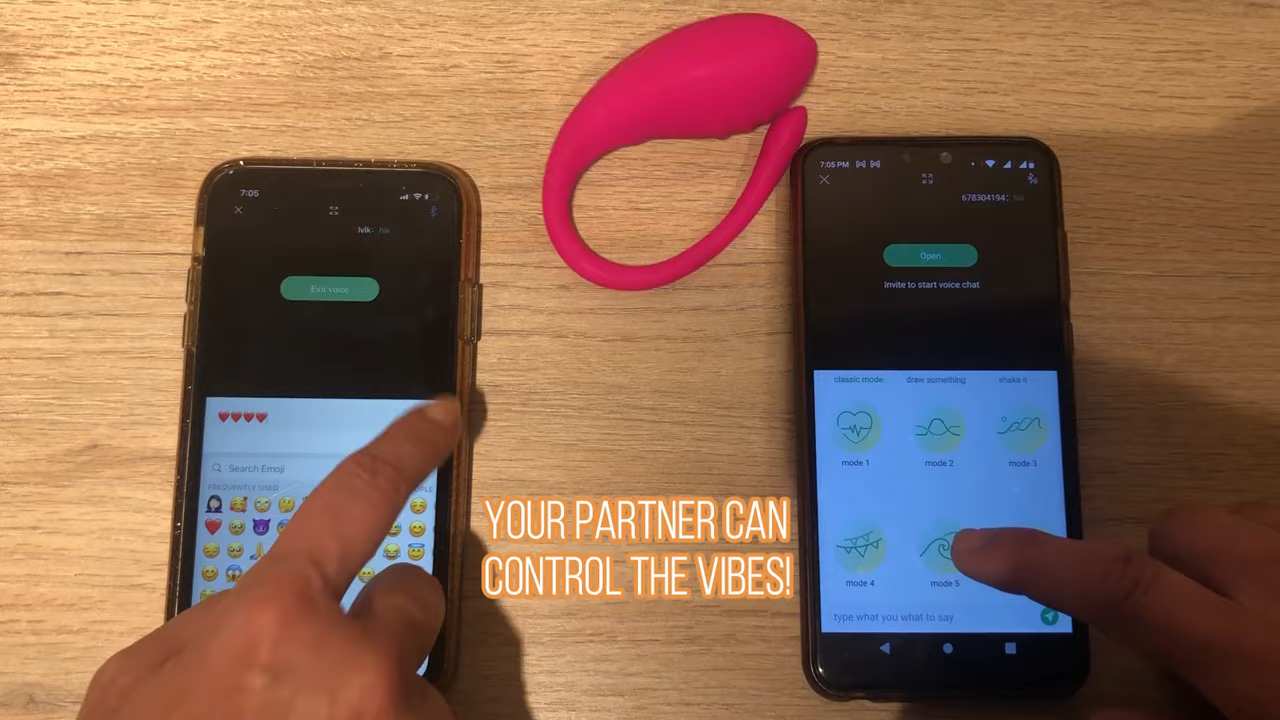 7:05
lvlk:
Exit voice
Search Emoji
FREQUENTLY USED
7:05 PM
678304194:
Open
Invite to start voice chat
classic mode
draw something
shake it
mode 1
mode 2
mode 3
mode 4
mode 5
type what you what to say
YOUR PARTNER CAN
CONTROL THE VIBES!